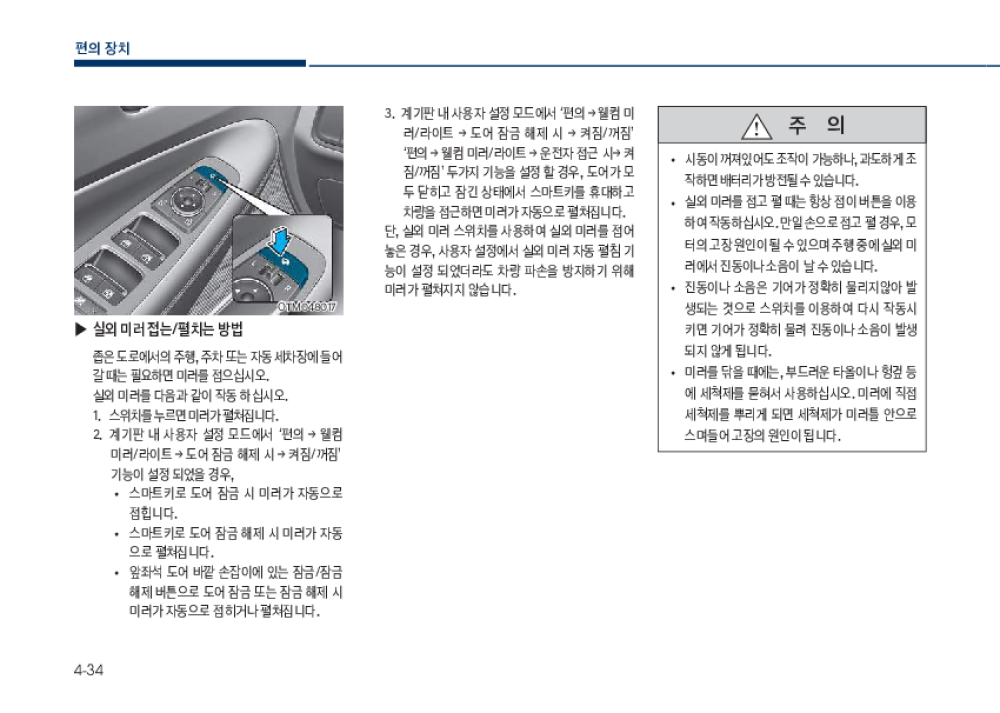 편의 장치
OTM048017
▶ 실외 미러 접는/펼치는 방법
좁은 도로에서의 주행, 주차 또는 자동 세차장에 들어
갈 때는 필요하면 미러를 접으십시오.
실외 미러를 다음과 같이 작동 하십시오.
1. 스위치를 누르면 미러가 펼쳐집니다.
2. 계기판 내 사용자 설정 모드에서 ‘편의 → 웰컴
미러/라이트 → 도어 잠금 해제 시 → 켜짐/꺼짐’
기능이 설정 되었을 경우,
• 스마트키로 도어 잠금 시 미러가 자동으로
접힙니다.
• 스마트키로 도어 잠금 해제 시 미러가 자동
으로 펼쳐집니다.
• 앞좌석 도어 바깥 손잡이에 있는 잠금/잠금
해제 버튼으로 도어 잠금 또는 잠금 해제 시
미러가 자동으로 접히거나 펼쳐집니다.
3. 계기판 내 사용자 설정 모드에서 ‘편의 → 웰컴 미
러/라이트 → 도어 잠금 해제 시 → 켜짐/꺼짐’
‘편의 → 웰컴 미러/라이트 → 운전자 접근 시→ 켜
짐/꺼짐’ 두가지 기능을 설정 할 경우, 도어가 모
두 닫히고 잠긴 상태에서 스마트키를 휴대하고
차량을 접근하면 미러가 자동으로 펼쳐집니다.
단, 실외 미러 스위치를 사용하여 실외 미러를 접어
놓은 경우, 사용자 설정에서 실외 미러 자동 펼침 기
능이 설정 되었더라도 차량 파손을 방지하기 위해
미러가 펼쳐지지 않습니다.
주 의
• 시동이 꺼져있어도 조작이 가능하나, 과도하게 조
작하면 배터리가 방전될 수 있습니다.
• 실외 미러를 접고 펼 때는 항상 접이 버튼을 이용
하여 작동하십시오. 만일 손으로 접고 펼 경우, 모
터의 고장 원인이 될 수 있으며 주행 중에 실외 미
러에서 진동이나 소음이 날 수 있습니다.
• 진동이나 소음은 기어가 정확히 물리지않아 발
생되는 것으로 스위치를 이용하여 다시 작동시
키면 기어가 정확히 물려 진동이나 소음이 발생
되지 않게 됩니다.
• 미러를 닦을 때에는, 부드러운 타올이나 헝겊 등
에 세척제를 묻혀서 사용하십시오. 미러에 직접
세척제를 뿌리게 되면 세척제가 미러틀 안으로
스며들어 고장의 원인이 됩니다.
4-34